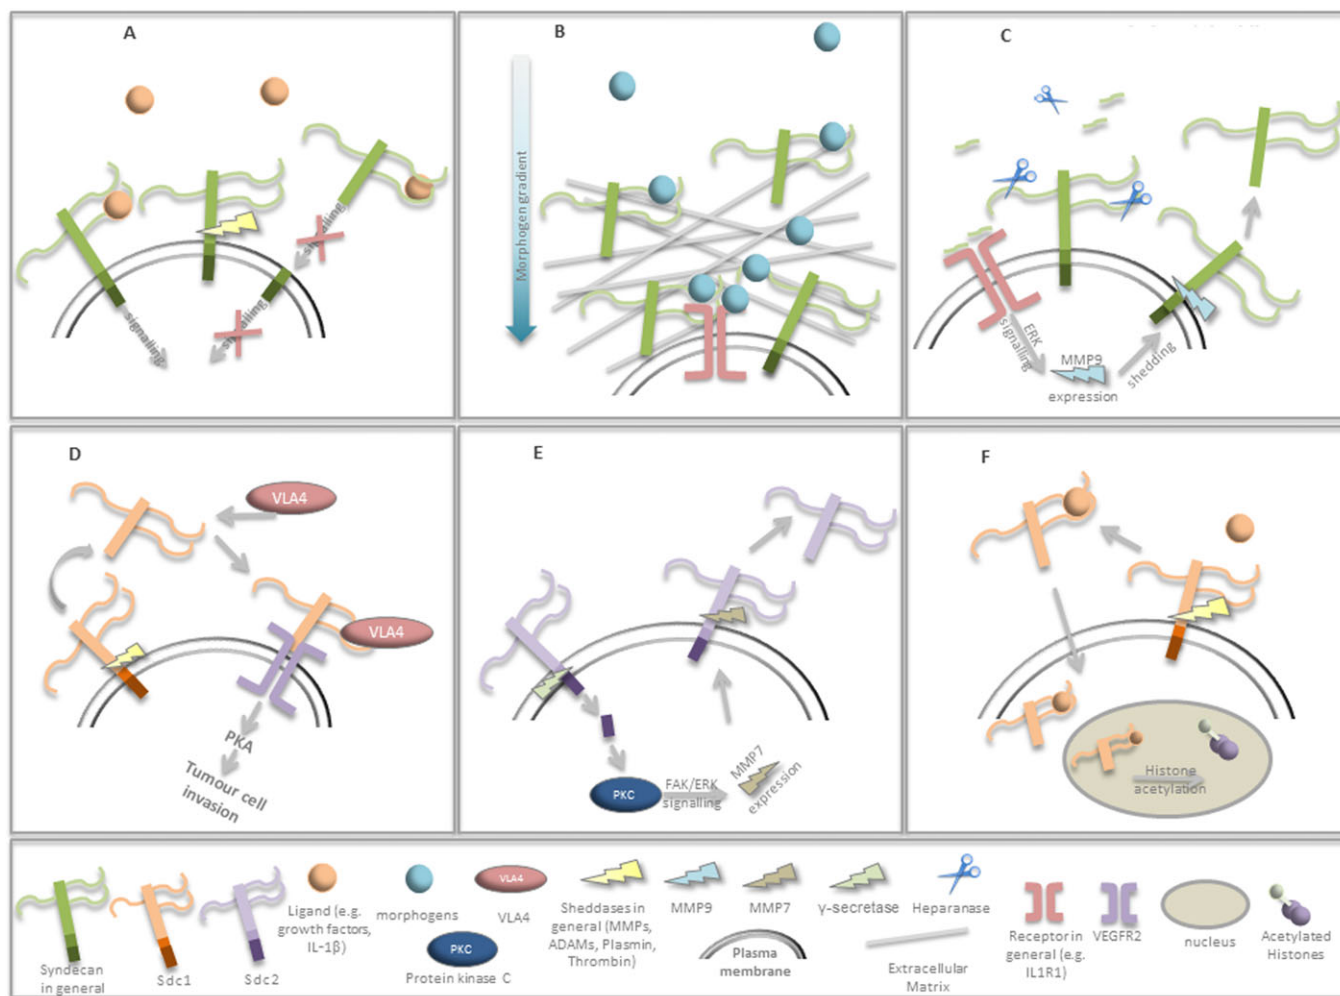 A
signalling
signalling
signalling
B
Morphogen gradient
C
ERK
signalling
MMP9
expression
shedding
D
VLA4
VLA4
PKA
Tumour cell
invasion
E
PKC
FAK/ERK
signalling
MMP7
expression
F
Histone
acetylation
Syndecan
in general
Sdc1
Sdc2
Ligand (e.g.
growth factors,
IL-1β)
morphogens
PKC
Protein kinase C
VLA4
VLA4
Sheddases in
general (MMPs,
ADAMs, Plasmin,
Thrombin)
MMP9
Plasma
membrane
MMP7
γ-secretase
Heparanase
Extracellular
Matrix
Receptor in
general (e.g.
IL1R1)
VEGFR2
nucleus
Acetylated
Histones